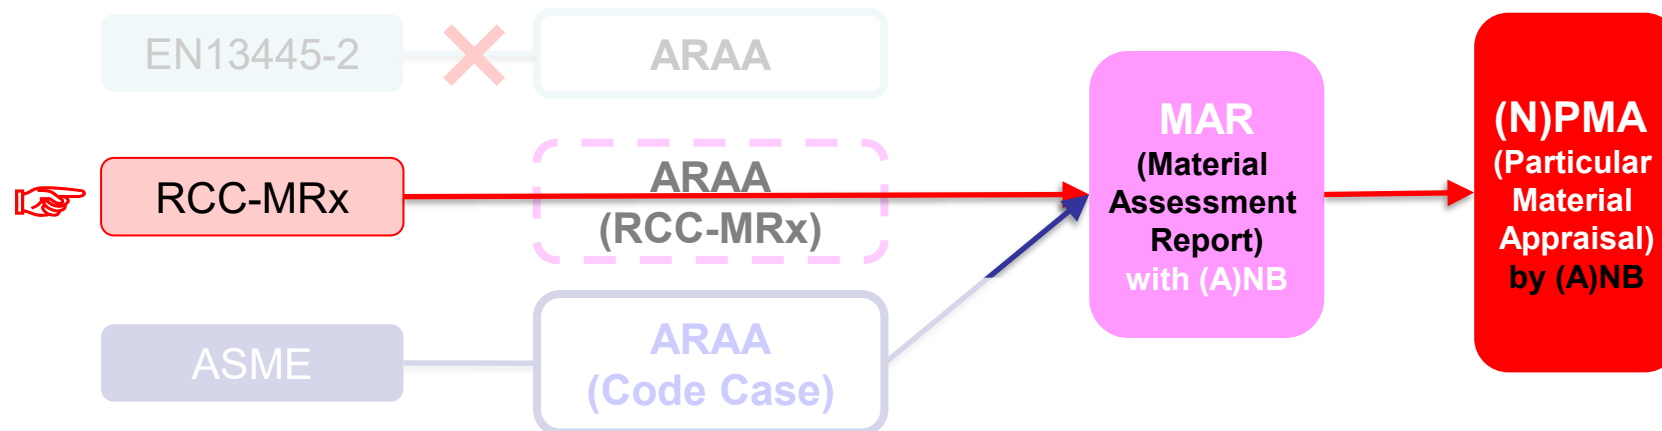 EN13445-2
ARAA
RCC-MRx
ARAA
(RCC-MRx)
ASME
ARAA
(Code Case)
MAR
(Material
Assessment
Report)
with (A)NB
(N)PMA
(Particular
Material
Appraisal)
by (A)NB